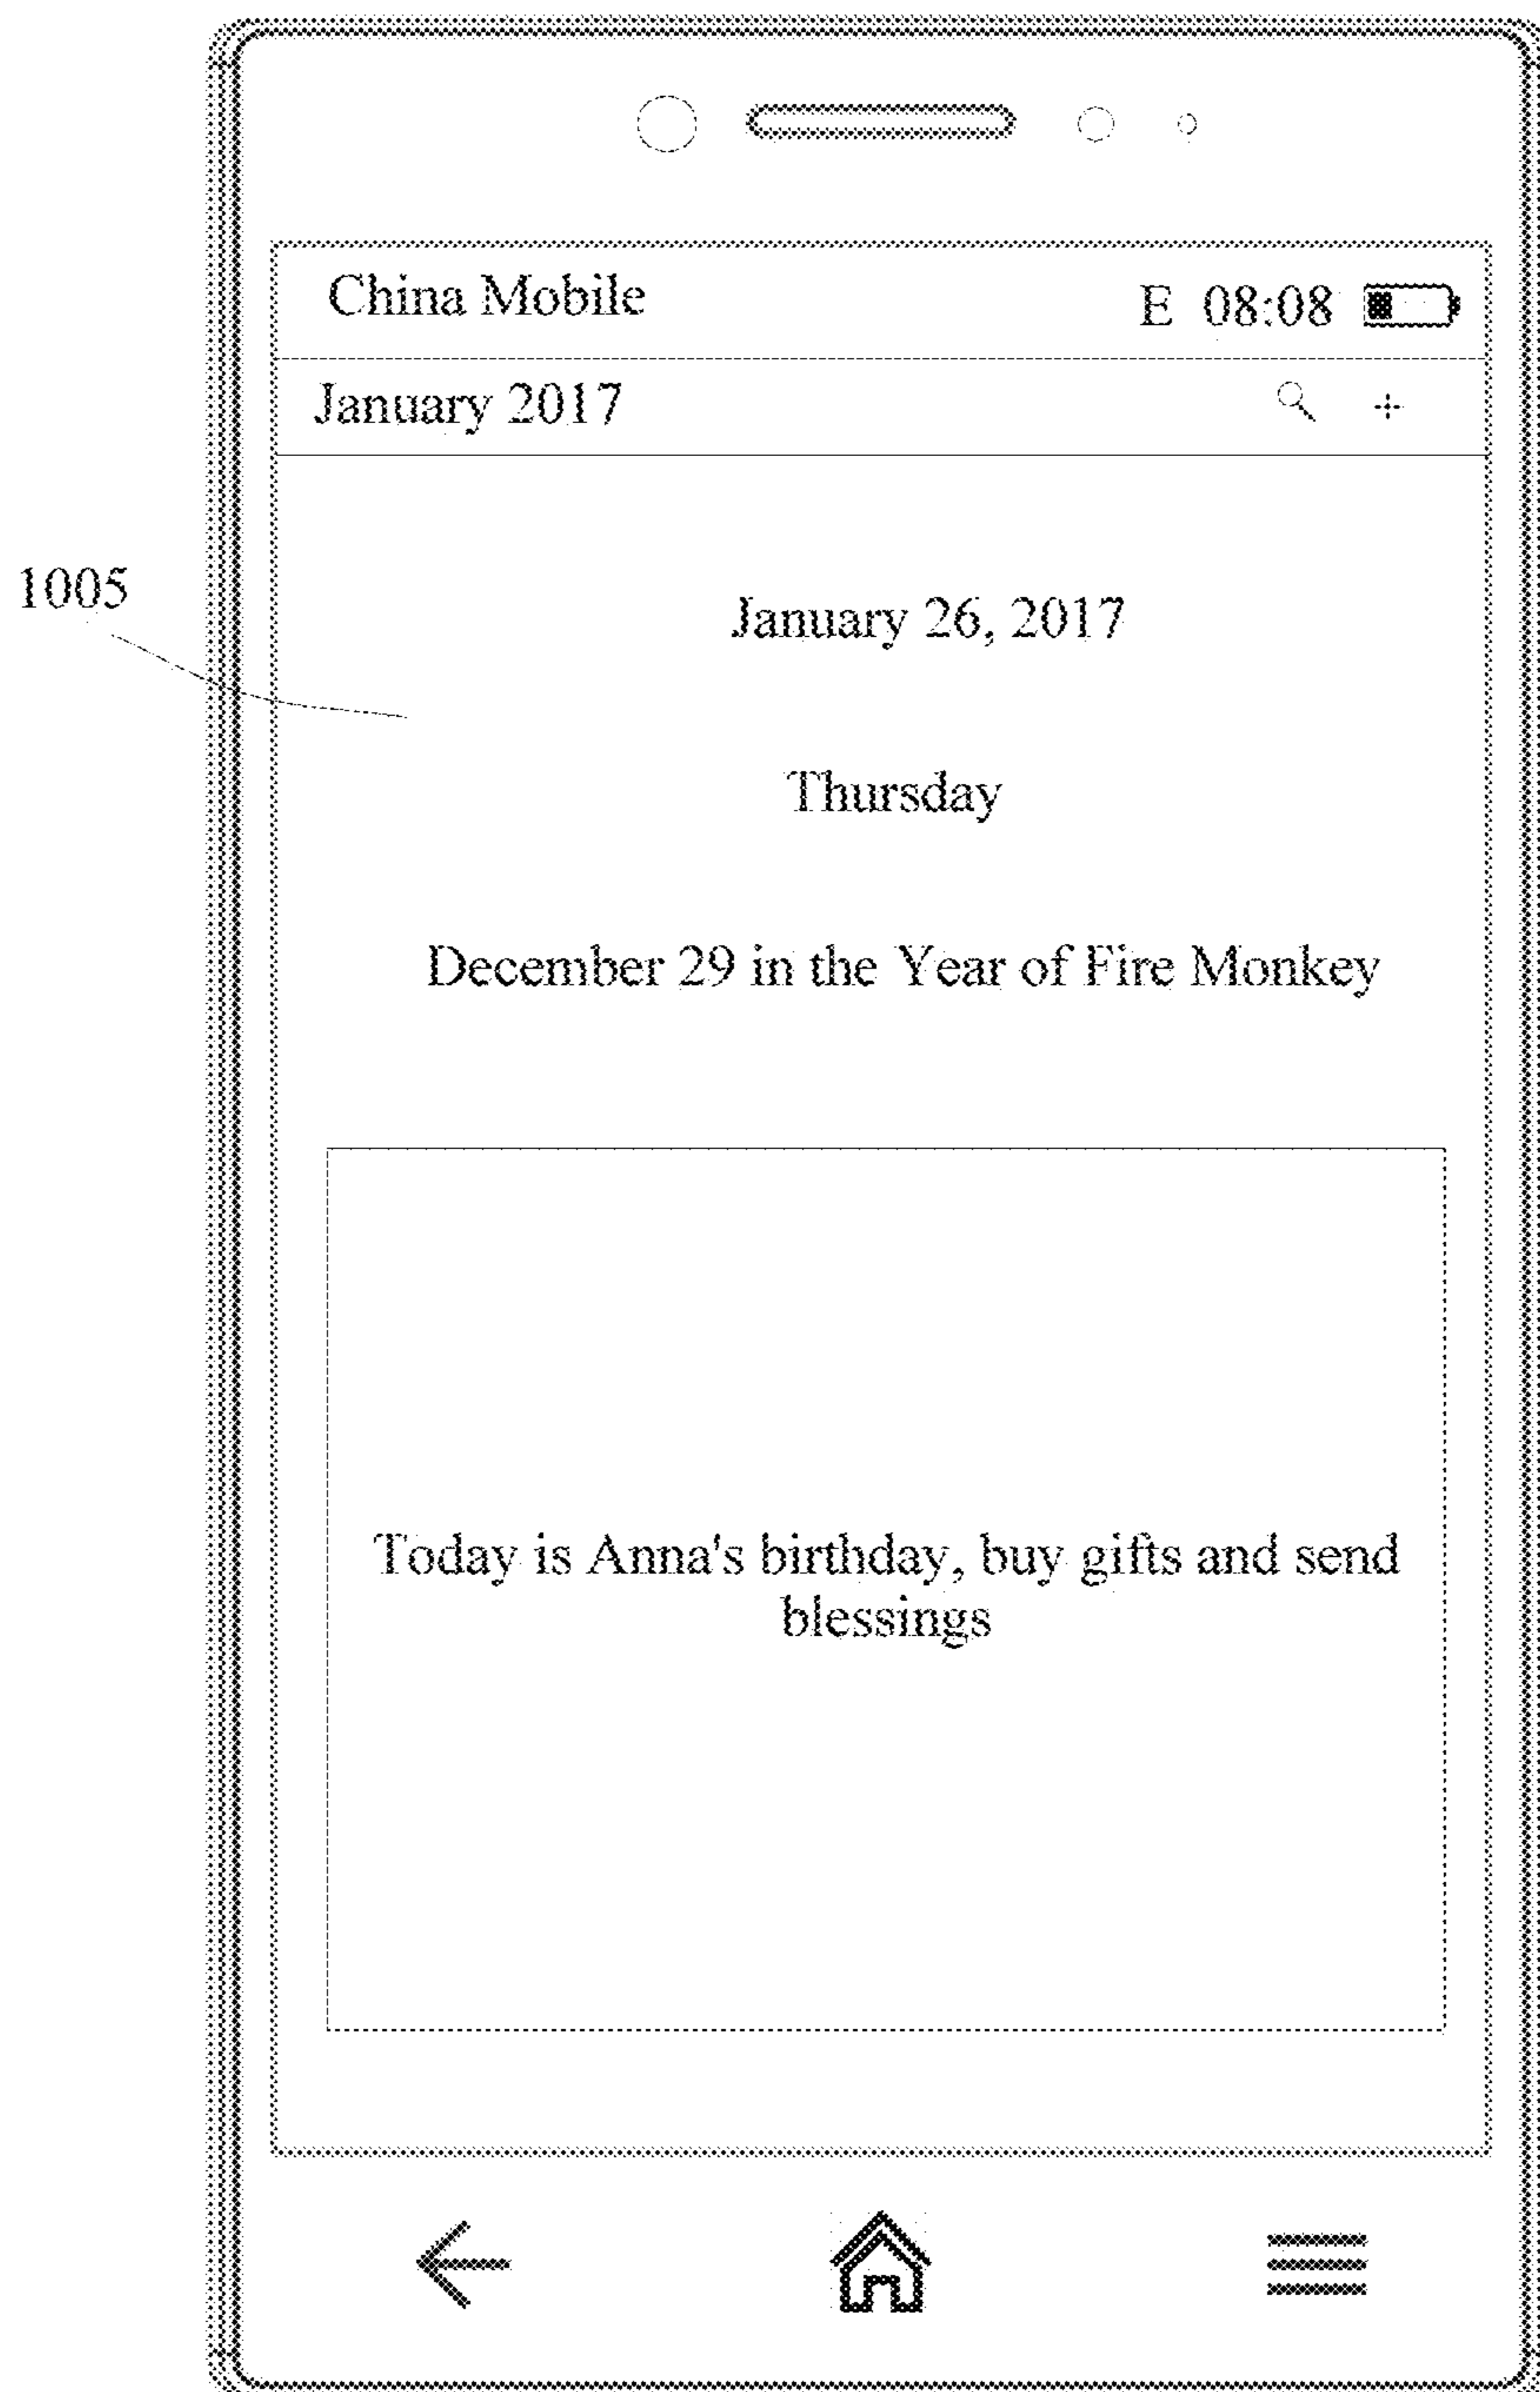 China Mobile
E 08:08
January 2017
1005
January 26, 2017
Thursday
December 29 in the Year of Fire Monkey
Today is Anna's birthday, buy gifts and send
blessings